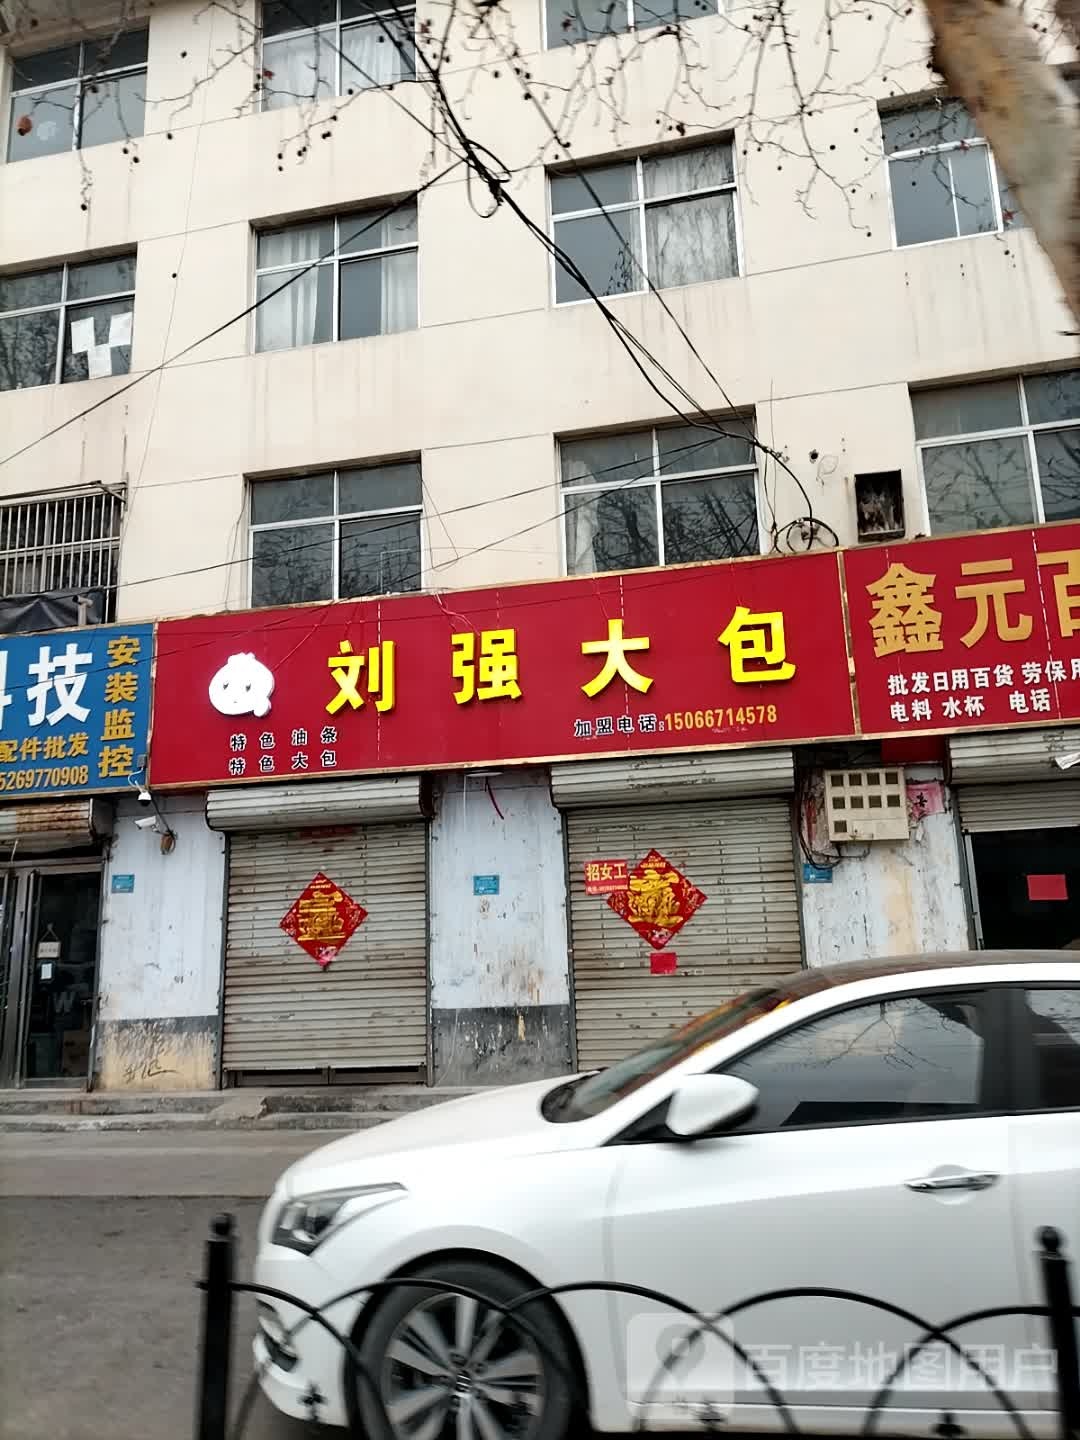 科技
安装监控
配件批发
5269770908
刘强大包
特色油条
特色大包
加盟电话:15066714578
鑫元百
批发日用百货 劳保用
电料 水杯 电话
招女工
百度地图用户